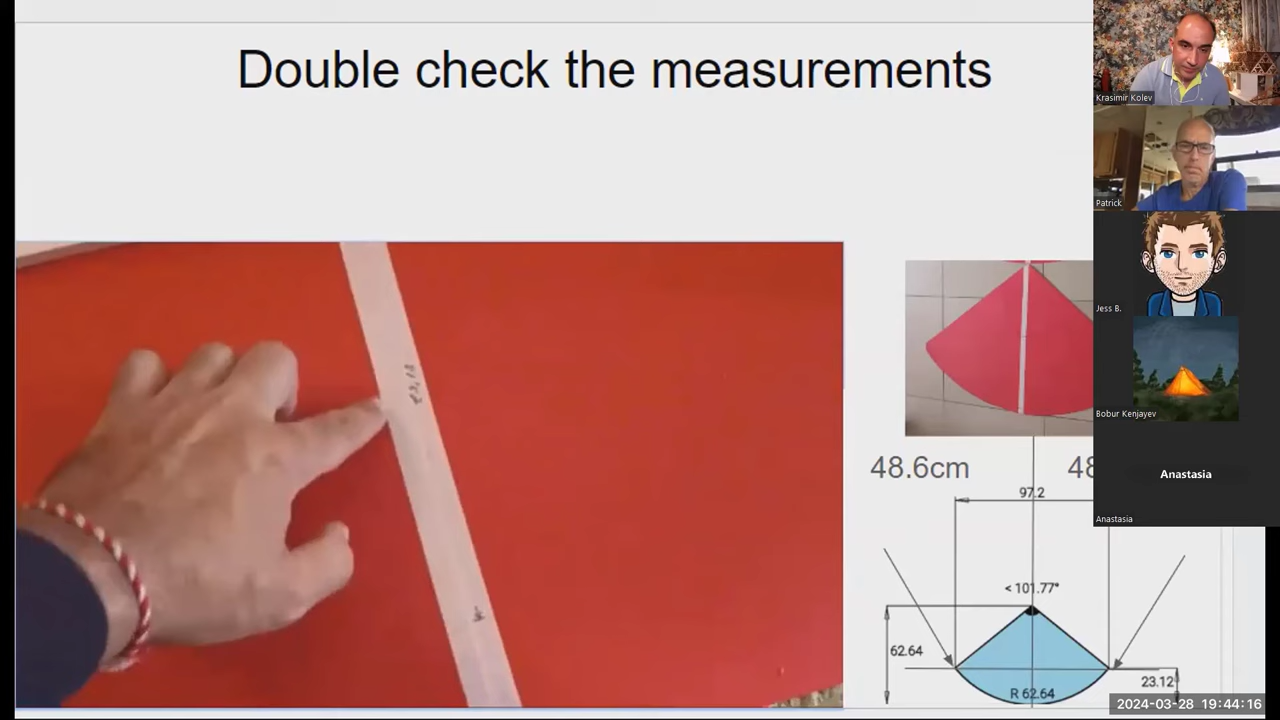 Double check the measurements
Krasimir Kolev
Patrick
Jess B.
Bobur Kenjayev
Anastasia
Anastasia
48.6cm
48
97.2
< 101.77°
62.64
R 62.64
23.12
2024-03-28 19:44:16